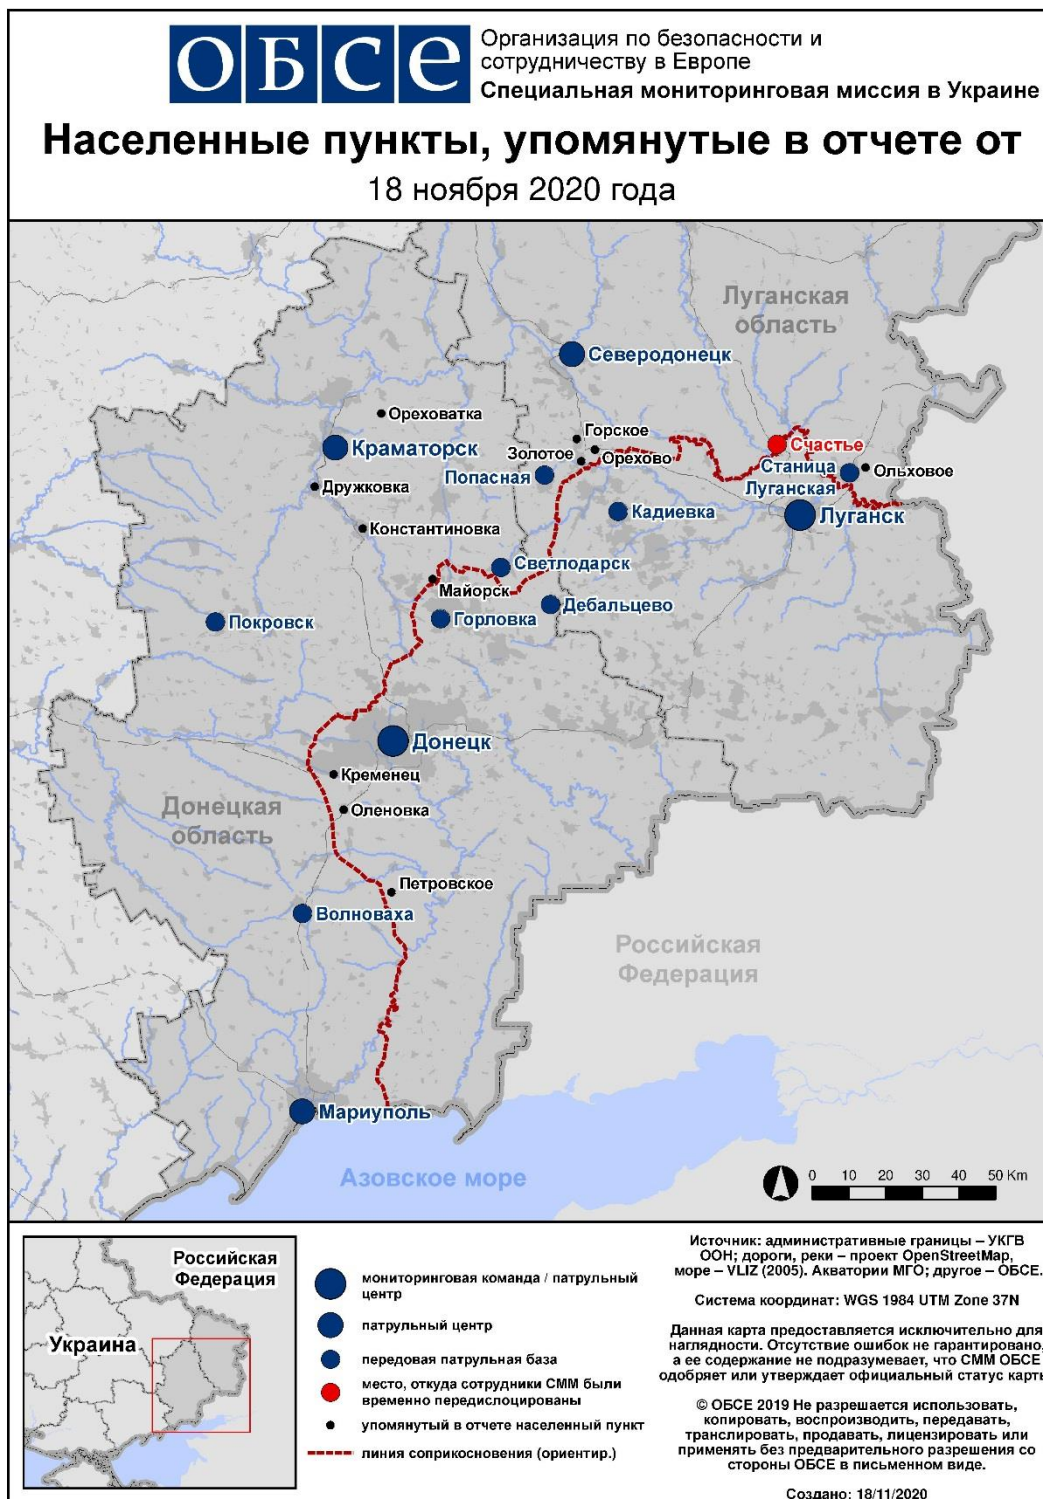 ОБСЕ
Организация по безопасности и
сотрудничеству в Европе
Специальная мониторинговая миссия в Украине
Населенные пункты, упомянутые в отчете от
18 ноября 2020 года
Луганская
область
Северодонецк
Ореховатка
Горское
Краматорск
Золотое
Орехово
Счастье
Попасная
Станица
Луганская
Ольховое
Дружковка
Кадиевка
Луганск
Константиновка
Светлодарск
Майорск
Дебальцево
Покровск
Горловка
Донецк
Кременец
Донецкая
область
Оленовка
Петровское
Волноваха
Российская
Федерация
Мариуполь
Азовское море
0 10 20 30 40 50 Km
Российская
Федерация
Украина
мониторинговая команда / патрульный
центр
патрульный центр
передовая патрульная база
место, откуда сотрудники СММ были
временно передислоцированы
упомянутый в отчете населенный пункт
линия соприкосновения (ориентир.)
Источник: административные границы – УКГВ
ООН; дороги, реки – проект OpenStreetMap,
море – VLIZ (2005). Акватории МГО; другое – ОБСЕ.
Система координат: WGS 1984 UTM Zone 37N
Данная карта предоставляется исключительно для
наглядности. Отсутствие ошибок не гарантировано,
а ее содержание не подразумевает, что СММ ОБСЕ
одобряет или утверждает официальный статус карты
© ОБСЕ 2019 Не разрешается использовать,
копировать, воспроизводить, передавать,
транслировать, продавать, лицензировать или
применять без предварительного разрешения со
стороны ОБСЕ в письменном виде.
Создано: 18/11/2020